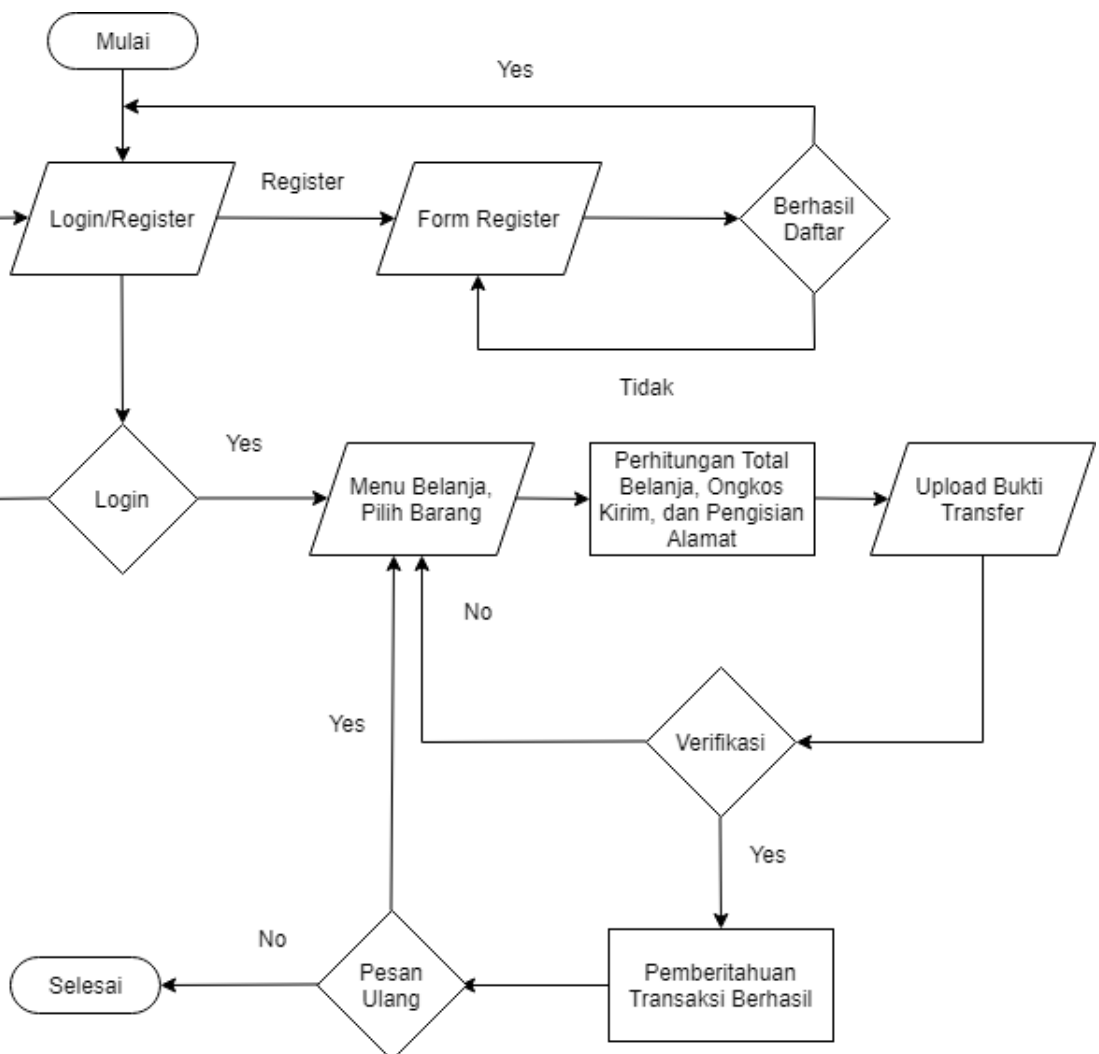 Mulai
Yes
Login/Register
Register
Form Register
Berhasil
Daftar
Tidak
Login
Yes
Menu Belanja,
Pilih Barang
Perhitungan Total
Belanja, Ongkos
Kirim, dan Pengisian
Alamat
Upload Bukti
Transfer
No
Yes
Verifikasi
Yes
No
Selesai
Pesan
Ulang
Pemberitahuan
Transaksi Berhasil